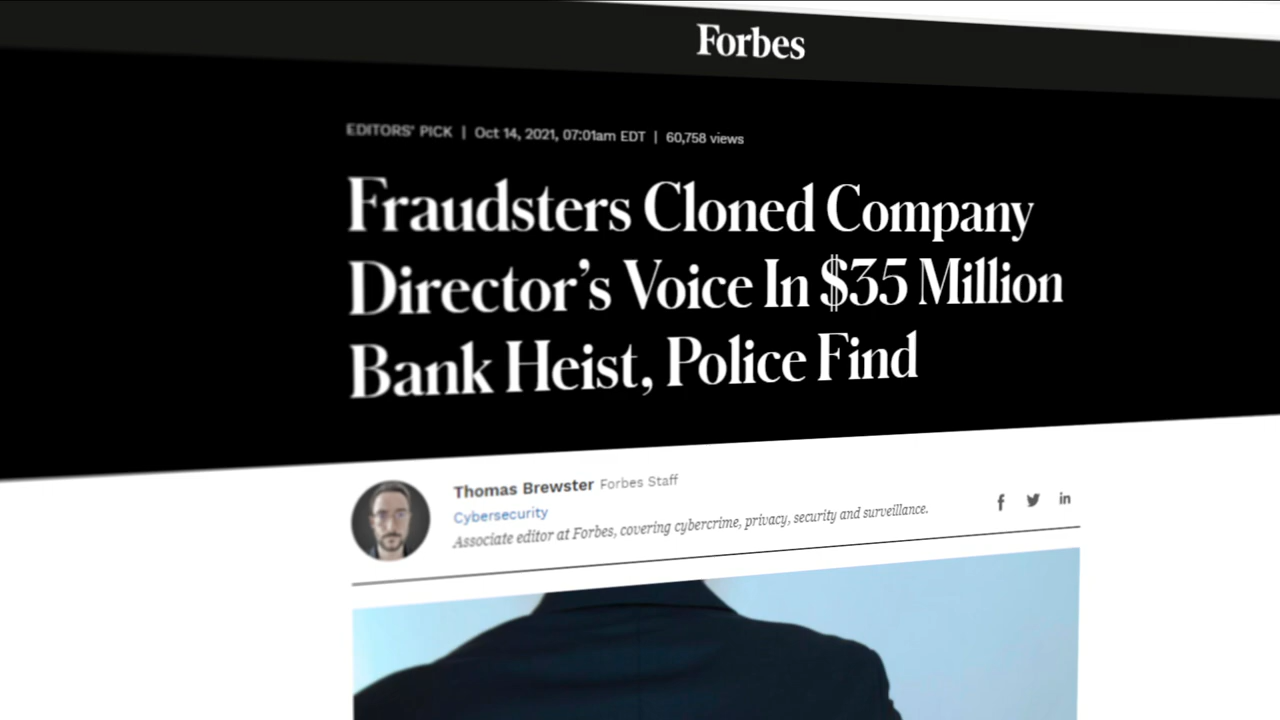 Forbes
EDITORS' PICK | Oct 14, 2021, 07:01am EDT | 60,758 views
Fraudsters Cloned Company
Director's Voice In $35 Million
Bank Heist, Police Find
Thomas Brewster Forbes Staff
Cybersecurity
Associate editor at Forbes, covering cybercrime, privacy, security and surveillance.